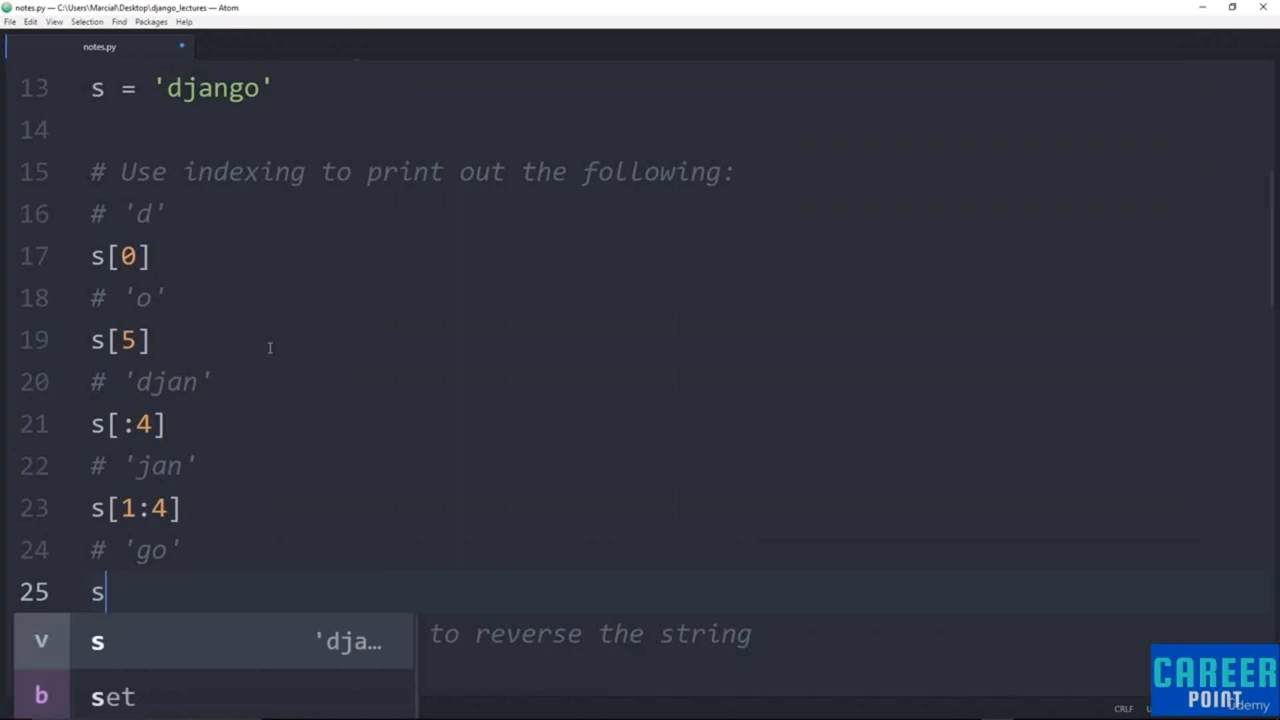 notes.py — C:\Users\Marcial\Desktop\django_lectures — Atom
File Edit View Selection Find Packages Help
notes.py
13 s = 'django'
14
15 # Use indexing to print out the following:
16 # 'd'
17 s[0]
18 # 'o'
19 s[5]
20 # 'djan'
21 s[:4]
22 # 'jan'
23 s[1:4]
24 # 'go'
25 s
v s 'dja…
to reverse the string
b set
CAREER
POINT
CRLF
Udemy